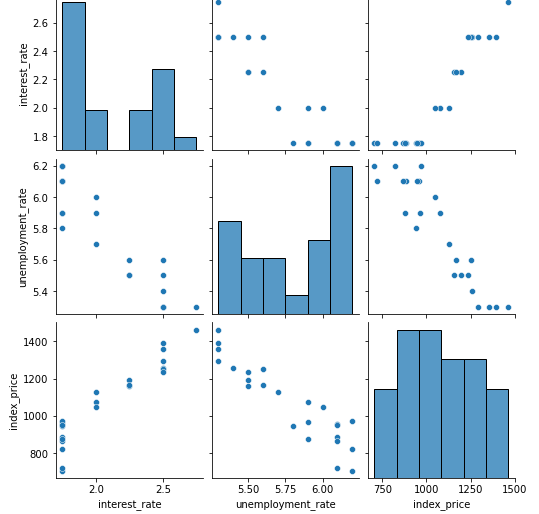 2.6
2.4
2.2
2.0
1.8
interest_rate
6.2
6.0
5.8
5.6
5.4
unemployment_rate
1400
1200
1000
800
index_price
2.0 2.5 5.50 5.75 6.00 750 1000 1250 1500
interest_rate unemployment_rate index_price